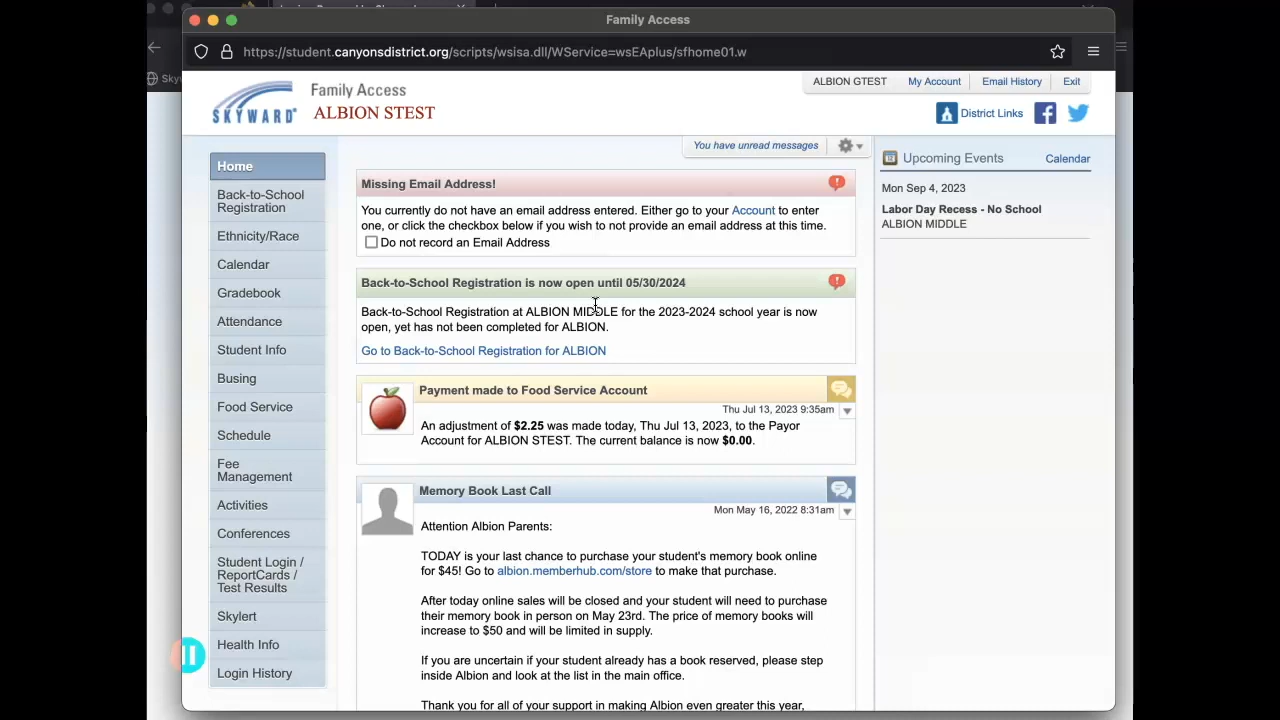 Family Access
https://student.canyonsdistrict.org/scripts/wsisa.dll/WService=wsEAplus/sfhome01.w
Sky
SKYWARD
Family Access
ALBION STEST
ALBION GTEST
My Account
Email History
Exit
District Links
You have unread messages
Home
Back-to-School
Registration
Ethnicity/Race
Calendar
Gradebook
Attendance
Student Info
Busing
Food Service
Schedule
Fee
Management
Activities
Conferences
Student Login /
ReportCards /
Test Results
Skylert
Health Info
Login History
Missing Email Address!
You currently do not have an email address entered. Either go to your Account to enter
one, or click the checkbox below if you wish to not provide an email address at this time.
Do not record an Email Address
Back-to-School Registration is now open until 05/30/2024
Back-to-School Registration at ALBION MIDDLE for the 2023-2024 school year is now
open, yet has not been completed for ALBION.
Go to Back-to-School Registration for ALBION
Payment made to Food Service Account
Thu Jul 13, 2023 9:35am
An adjustment of $2.25 was made today, Thu Jul 13, 2023, to the Payor
Account for ALBION STEST. The current balance is now $0.00.
Memory Book Last Call
Mon May 16, 2022 8:31am
Attention Albion Parents:
TODAY is your last chance to purchase your student's memory book online
for $45! Go to albion.memberhub.com/store to make that purchase.
After today online sales will be closed and your student will need to purchase
their memory book in person on May 23rd. The price of memory books will
increase to $50 and will be limited in supply.
If you are uncertain if your student already has a book reserved, please step
inside Albion and look at the list in the main office.
Thank you for all of your support in making Albion even greater this year,
Upcoming Events
Calendar
Mon Sep 4, 2023
Labor Day Recess - No School
ALBION MIDDLE